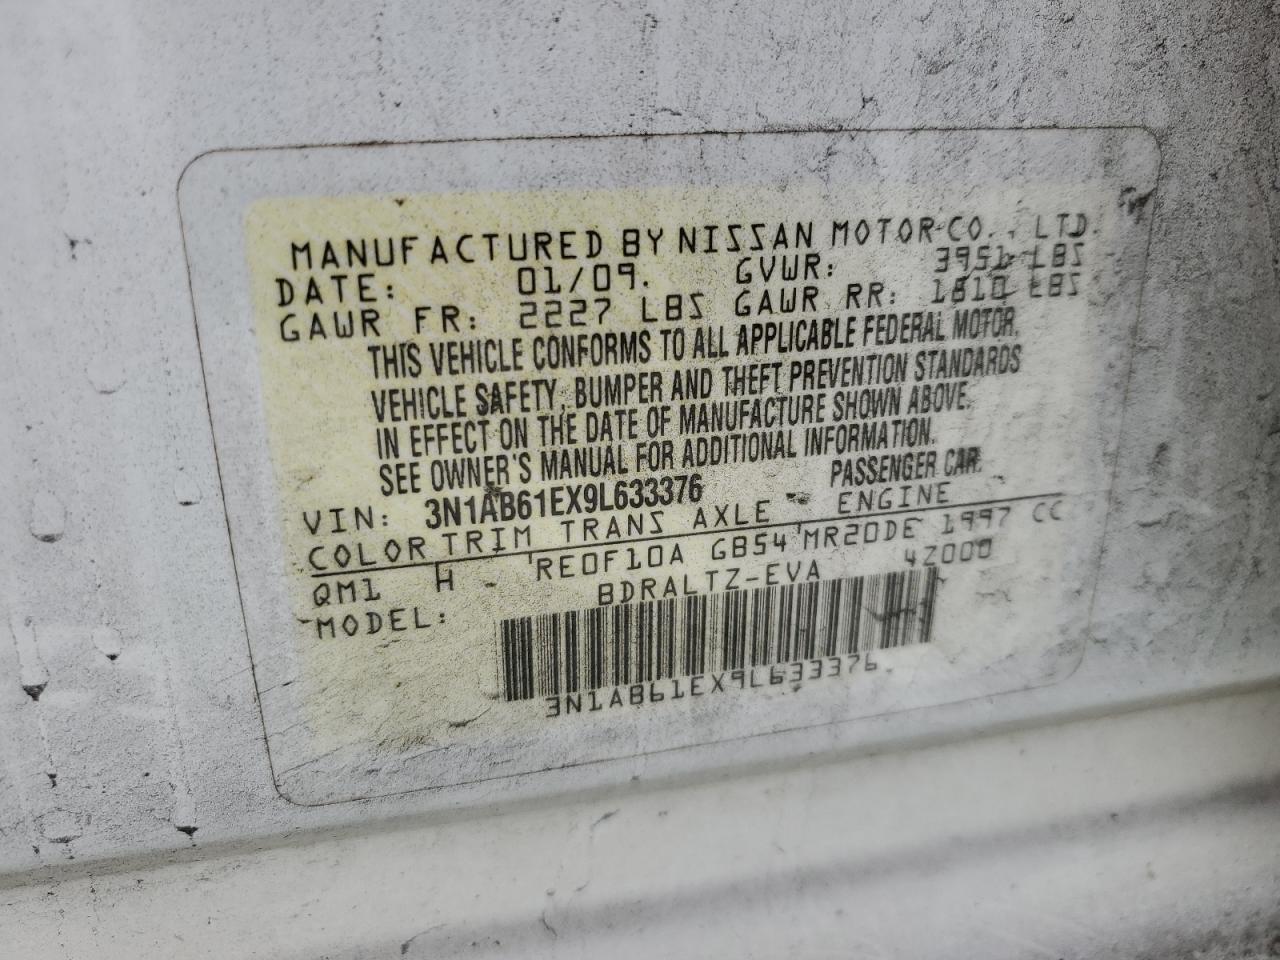 MANUFACTURED BY NISSAN MOTOR CO., LTD.
DATE: 01/09. GVWR: 3951 LBS
GAWR FR: 2227 LBS GAWR RR: 1810 LBS
THIS VEHICLE CONFORMS TO ALL APPLICABLE FEDERAL MOTOR
VEHICLE SAFETY, BUMPER AND THEFT PREVENTION STANDARDS
IN EFFECT ON THE DATE OF MANUFACTURE SHOWN ABOVE.
SEE OWNER'S MANUAL FOR ADDITIONAL INFORMATION.
VIN: 3N1AB61EX9L633376 PASSENGER CAR
COLOR TRIM TRANS AXLE ENGINE
QM1 H - RE0F10A GB54 MR20DE 1997 CC
MODEL: BDRALTZ-EVA 4Z000
3N1AB61EX9L633376